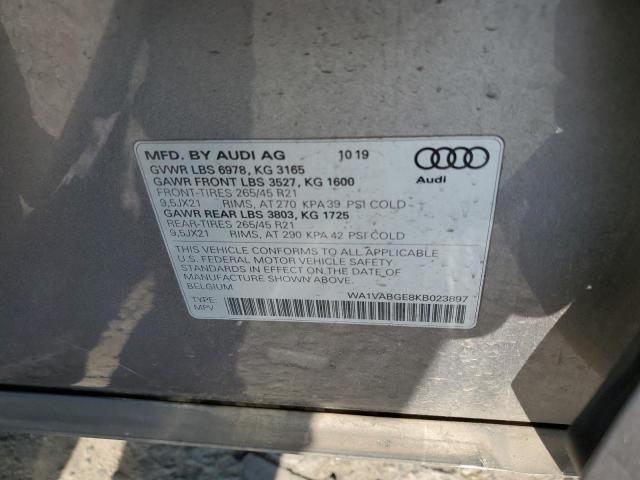 MFD. BY AUDI AG 10 19
GVWR LBS 6978, KG 3165
GAWR FRONT LBS 3527, KG 1600
FRONT-TIRES 265/45 R21
9,5JX21 RIMS, AT 270 KPA 39 PSI COLD
GAWR REAR LBS 3803, KG 1725
REAR-TIRES 265/45 R21
9,5JX21 RIMS, AT 290 KPA 42 PSI COLD
Audi
THIS VEHICLE CONFORMS TO ALL APPLICABLE
U.S. FEDERAL MOTOR VEHICLE SAFETY
STANDARDS IN EFFECT ON THE DATE OF
MANUFACTURE SHOWN ABOVE.
BELGIUM
WA1VABGE8KB023897
TYPE:
MPV